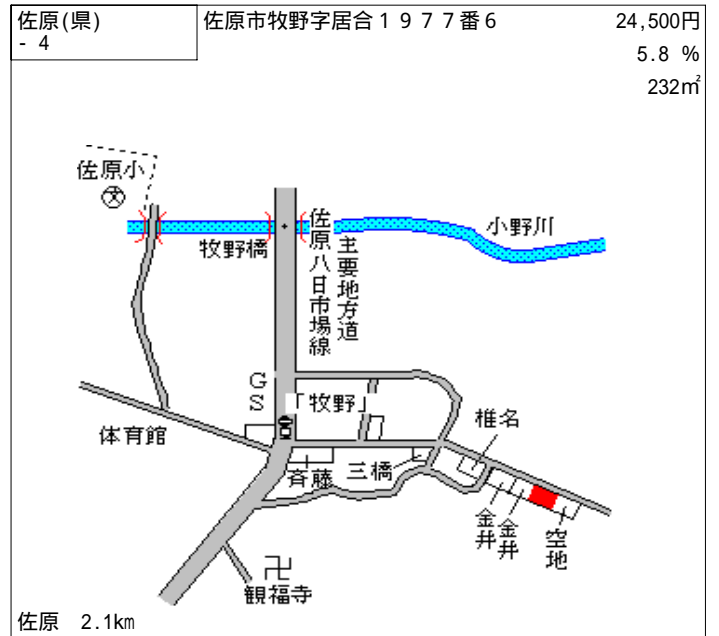 佐原(県)
- 4
佐原市牧野字居合１９７７番6
24,500円
5.8 %
232㎡
佐原小
文
牧野橋
佐原八日市場線
主要地方道
小野川
GS
「牧野」
体育館
斉藤
三橋
椎名
金井
金井
空地
卍
観福寺
佐原 2.1km